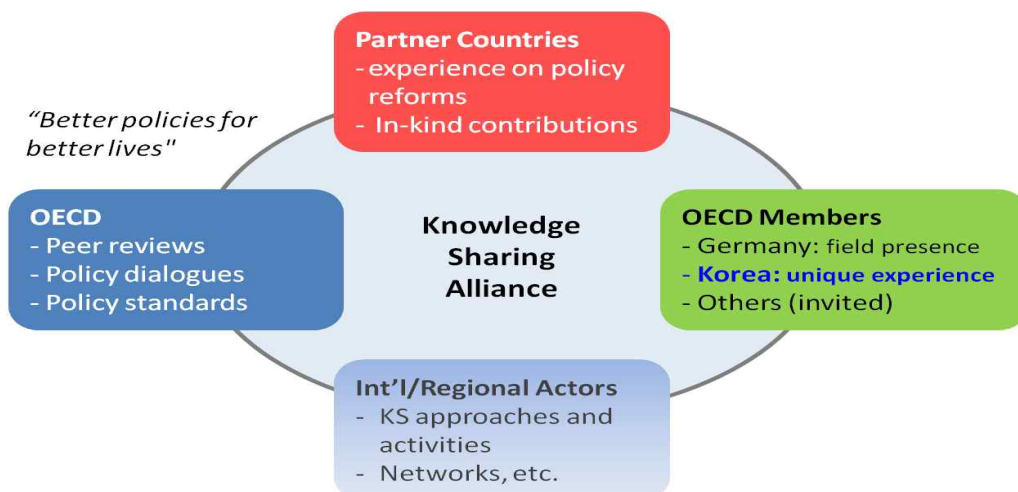 Partner Countries
- experience on policy
reforms
- In-kind contributions
“Better policies for
better lives"
OECD
- Peer reviews
- Policy dialogues
- Policy standards
Knowledge
Sharing
Alliance
OECD Members
- Germany: field presence
- Korea: unique experience
- Others (invited)
Int’l/Regional Actors
- KS approaches and
activities
- Networks, etc.